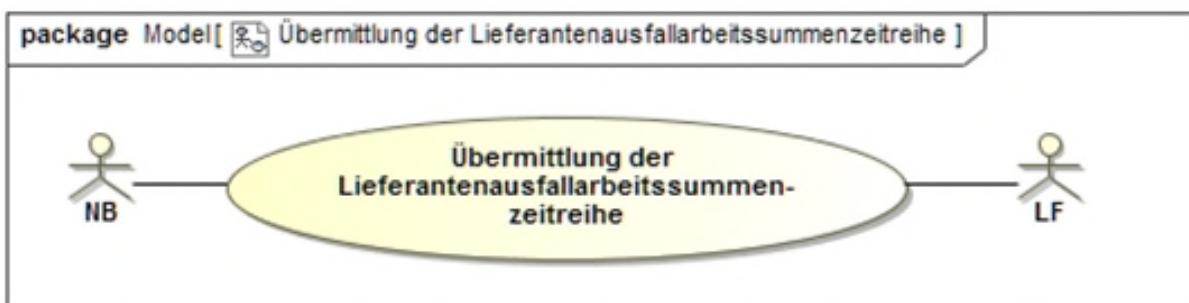 package Model[ Übermittlung der Lieferantenausfallarbeitssummenzeitreihe ]
Übermittlung der
Lieferantenausfallarbeitssummen-
zeitreihe
NB
LF